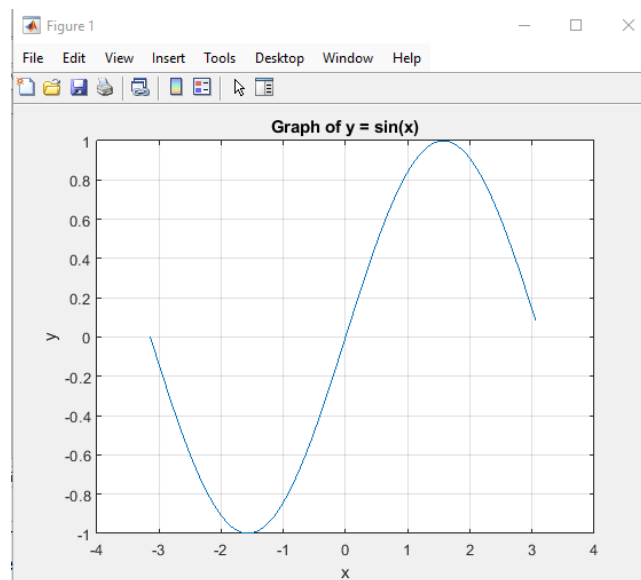 Figure 1
File Edit View Insert Tools Desktop Window Help
Graph of y = sin(x)
1
0.8
0.6
0.4
0.2
0
-0.2
-0.4
-0.6
-0.8
-1
y
-4 -3 -2 -1 0 1 2 3 4
x